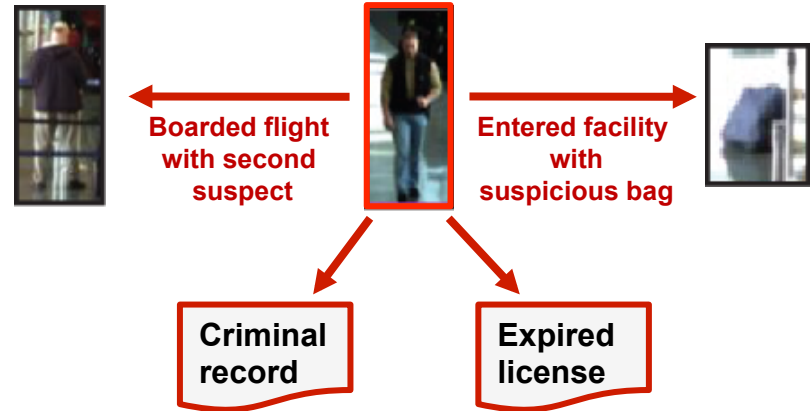 Boarded flight
with second
suspect
Entered facility
with
suspicious bag
Criminal
record
Expired
license